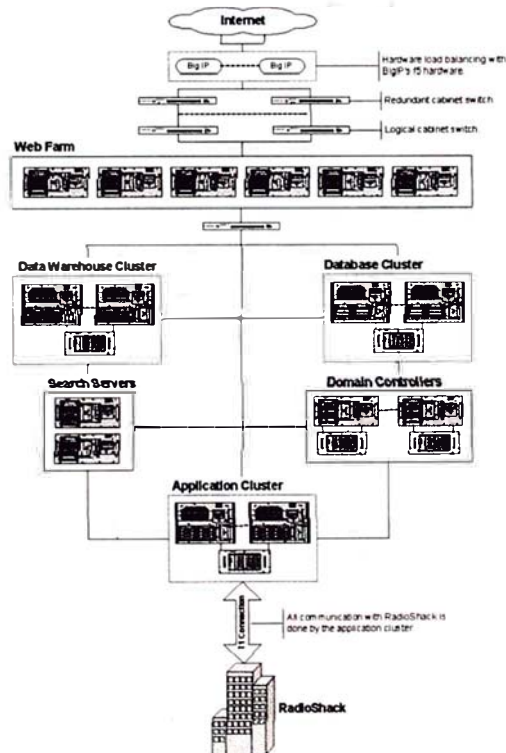 Internet
Big IP
Big IP
Hardware load balancing with
BigIP's f5 hardware.
Redundant cabinet switch
Logical cabinet switch
Web Farm
Data Warehouse Cluster
Database Cluster
Search Servers
Domain Controllers
Application Cluster
T1 Connection
All communication with RadioShack is
done by the application cluster
RadioShack